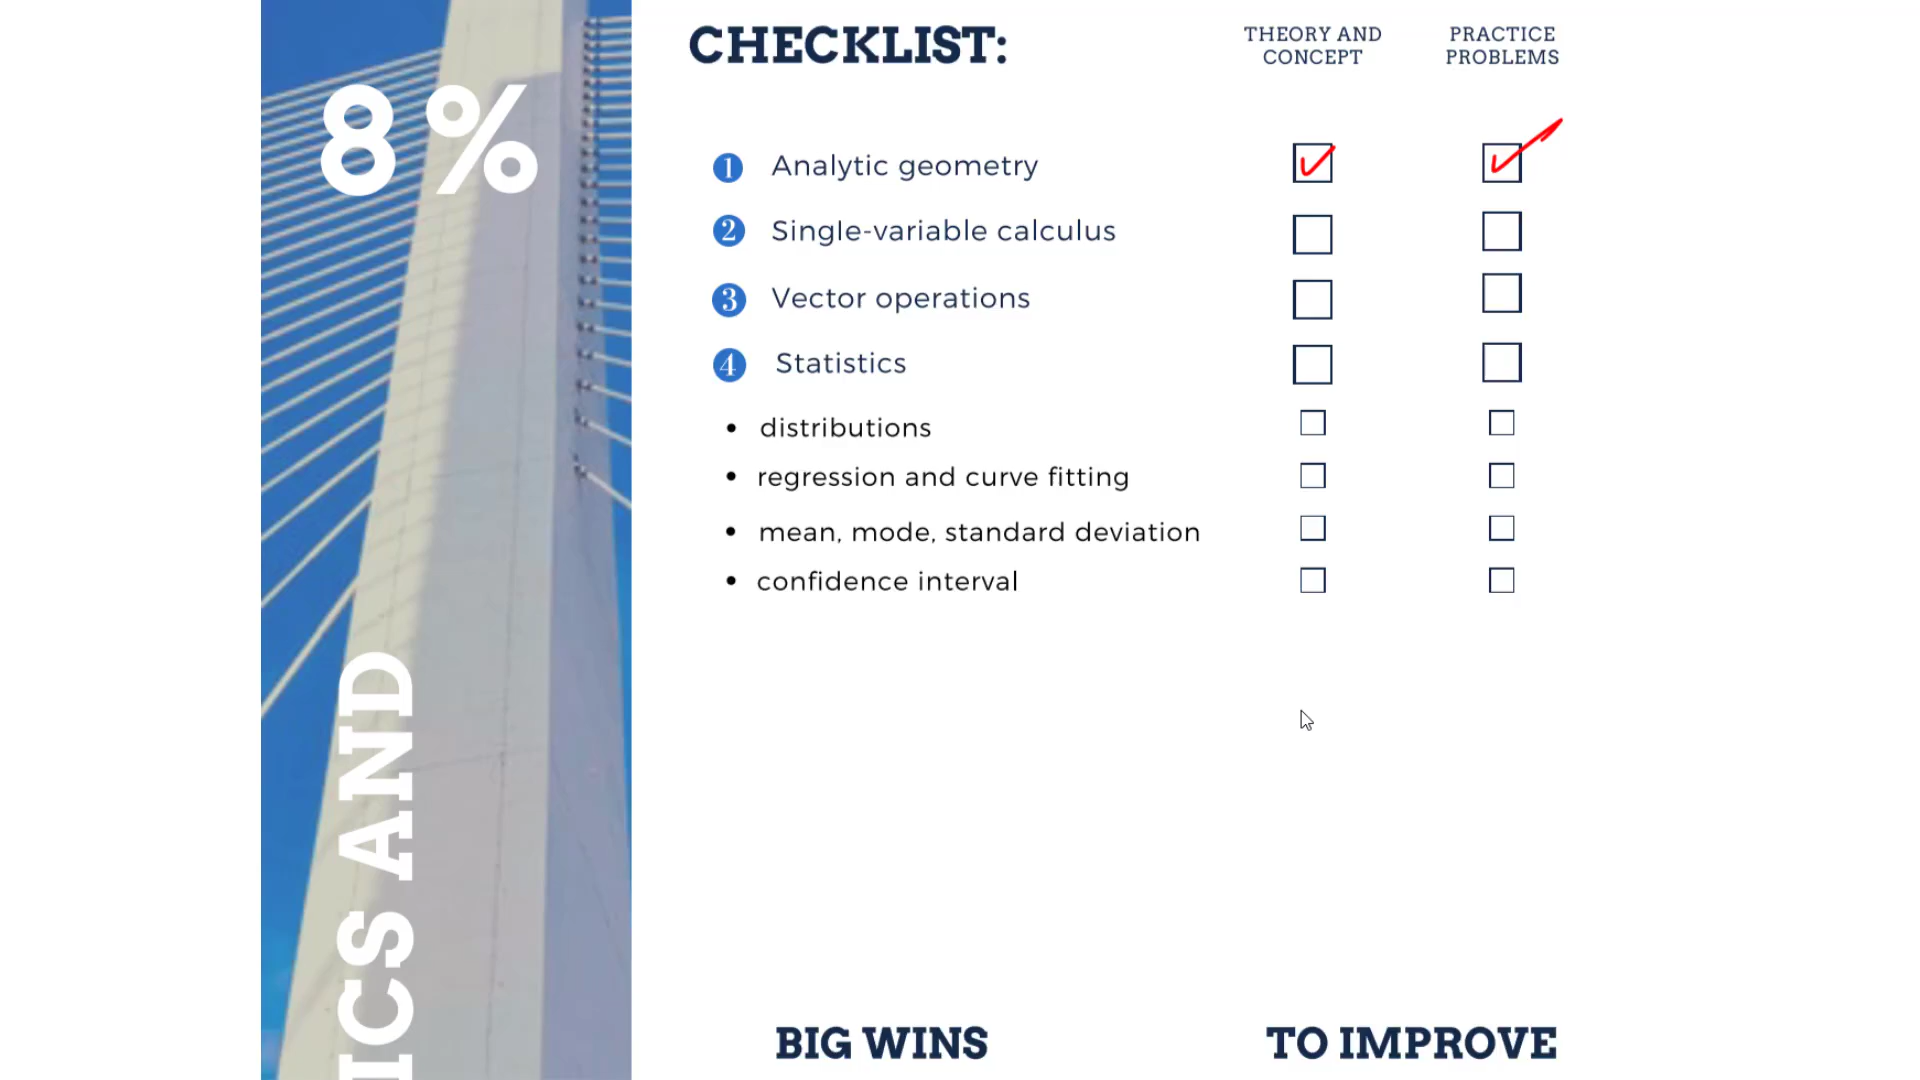 8%
ICS AND
CHECKLIST:
THEORY AND
CONCEPT
PRACTICE
PROBLEMS
1 Analytic geometry
2 Single-variable calculus
3 Vector operations
4 Statistics
• distributions
• regression and curve fitting
• mean, mode, standard deviation
• confidence interval
BIG WINS
TO IMPROVE